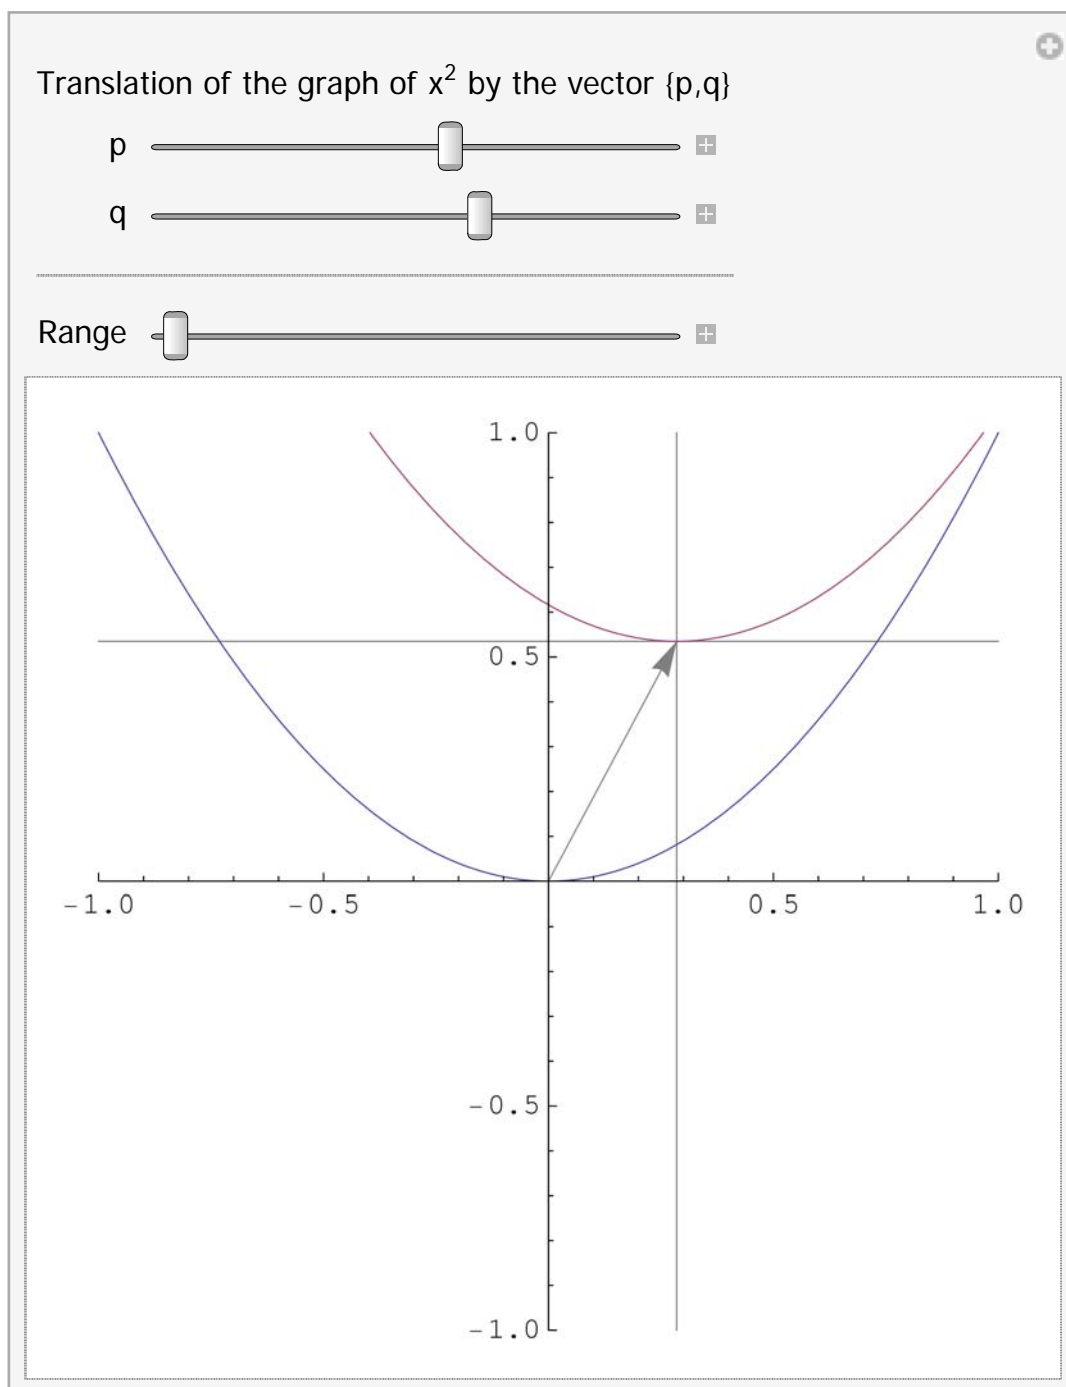 Translation of the graph of x² by the vector {p,q}
p
q
Range
1.0
0.5
-1.0 -0.5 0.5 1.0
-0.5
-1.0